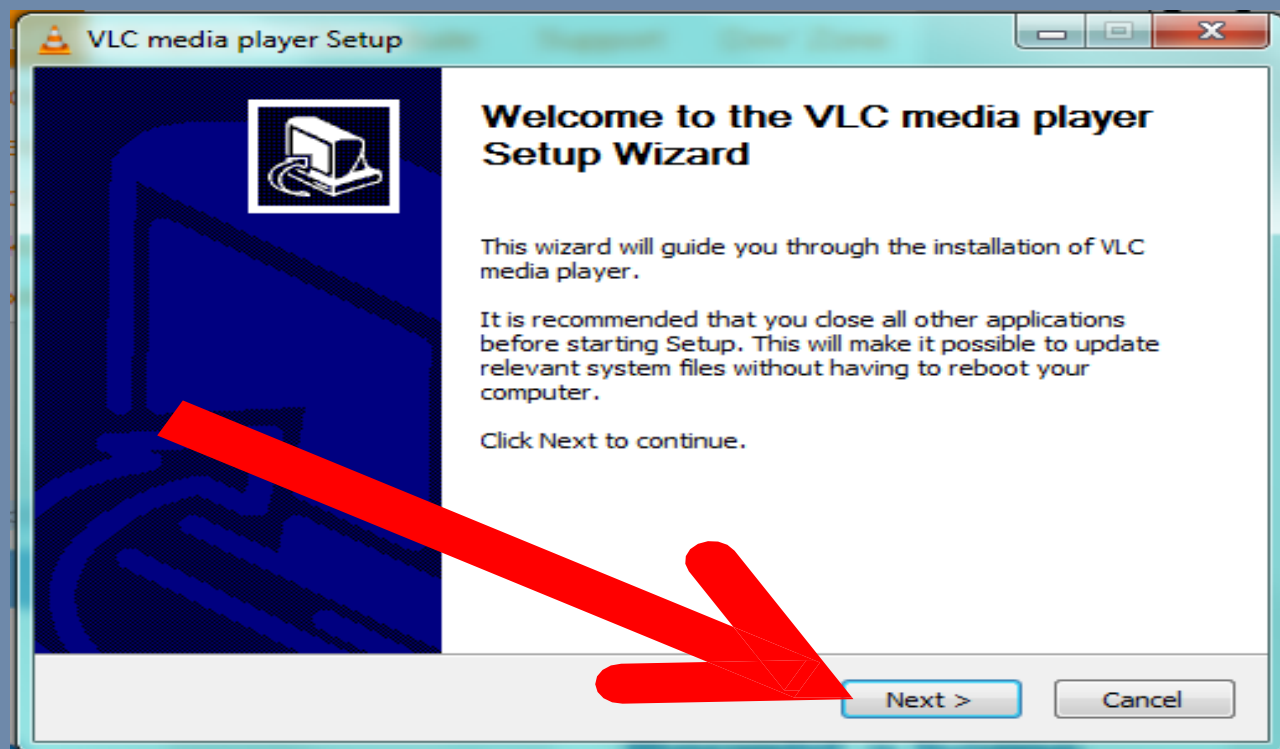 VLC media player Setup
Welcome to the VLC media player
Setup Wizard
This wizard will guide you through the installation of VLC
media player.
It is recommended that you close all other applications
before starting Setup. This will make it possible to update
relevant system files without having to reboot your
computer.
Click Next to continue.
Next >
Cancel